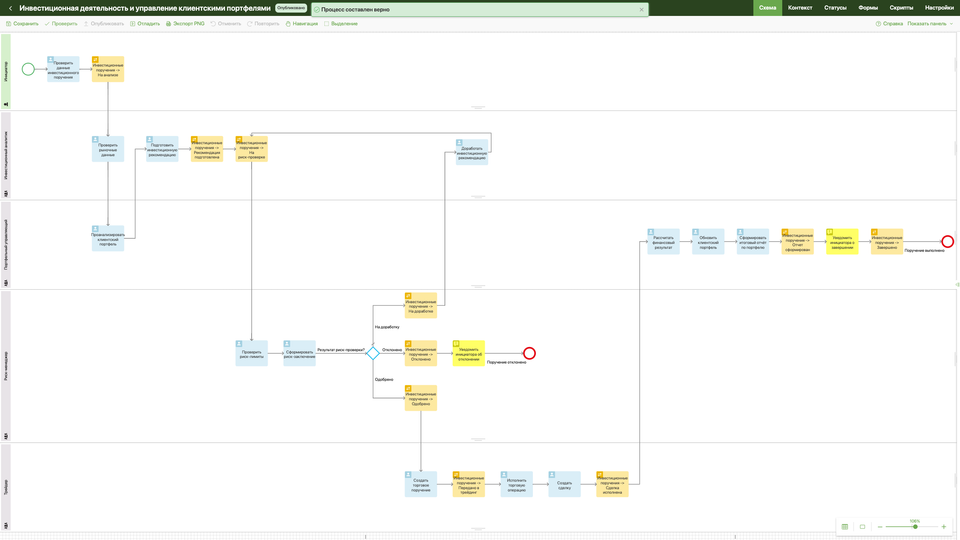 Инвестиционная деятельность и управление клиентскими портфелями
Опубликовано
Процесс составлен верно
Схема
Контекст
Статусы
Формы
Скрипты
Настройки
Сохранить
Проверить
Опубликовать
Отладить
Экспорт PNG
Отменить
Повторить
Навигация
Выделение
Справка
Показать панель
Инициатор
Проверить
данные
инвестиционного
поручения
Инвестиционные
поручения ->
На анализе
Инвестиционный аналитик
Проверить
рыночные
данные
Подготовить
инвестиционную
рекомендацию
Инвестиционные
поручения ->
Рекомендация
подготовлена
Инвестиционные
поручения ->
На
риск-проверке
Доработать
инвестиционную
рекомендацию
Портфельный управляющий
Проанализировать
клиентский
портфель
Рассчитать
финансовый
результат
Обновить
клиентский
портфель
Сформировать
итоговый отчёт
по портфелю
Инвестиционные
поручения ->
Отчет
сформирован
Уведомить
инициатора о
завершении
Инвестиционные
поручения ->
Завершено
Поручение выполнено
Риск-менеджер
Инвестиционные
поручения ->
На доработке
На доработку
Проверить
риск-лимиты
Сформировать
риск-заключение
Результат риск-проверки?
Отклонено
Инвестиционные
поручения ->
Отклонено
Уведомить
инициатора об
отклонении
Поручение отклонено
Одобрено
Инвестиционные
поручения ->
Одобрено
Трейдер
Создать
торговое
поручение
Инвестиционные
поручения ->
Передано в
трейдинг
Исполнить
торговую
операцию
Создать
сделку
Инвестиционные
поручения ->
Сделка
исполнена